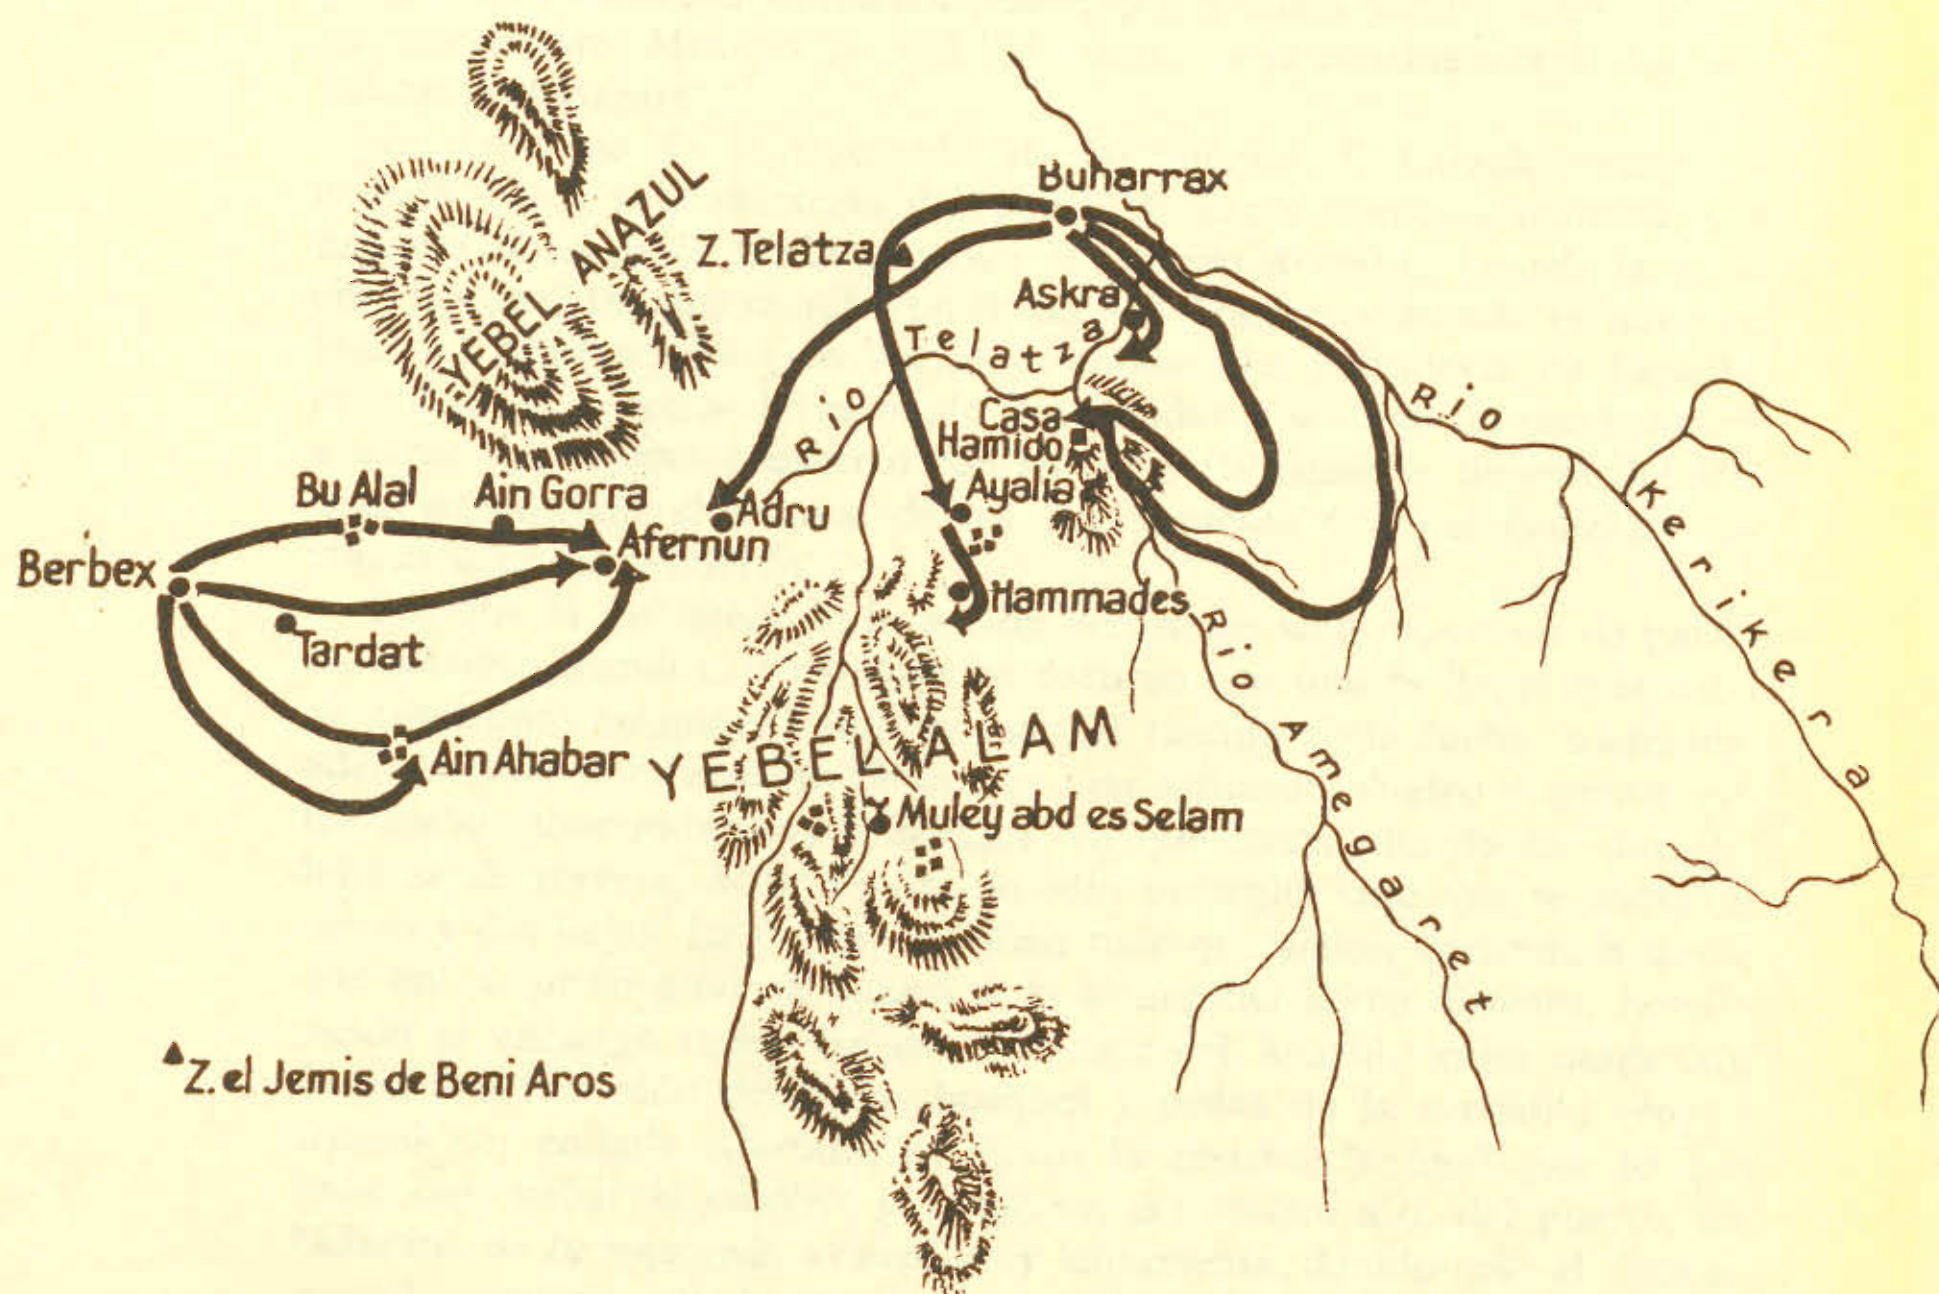 Buharrax
YEBEL ANAZUL
Z. Telatza
Askra
Rio Telatza
Rio Kerikera
Casa
Hamido
Ayalia
Bu Alal
Ain Gorra
Adru
Afernun
Berbex
Hammades
Tardat
Rio Amegaret
YEBEL ALAM
Ain Ahabar
Muley abd es Selam
Z. el Jemis de Beni Aros